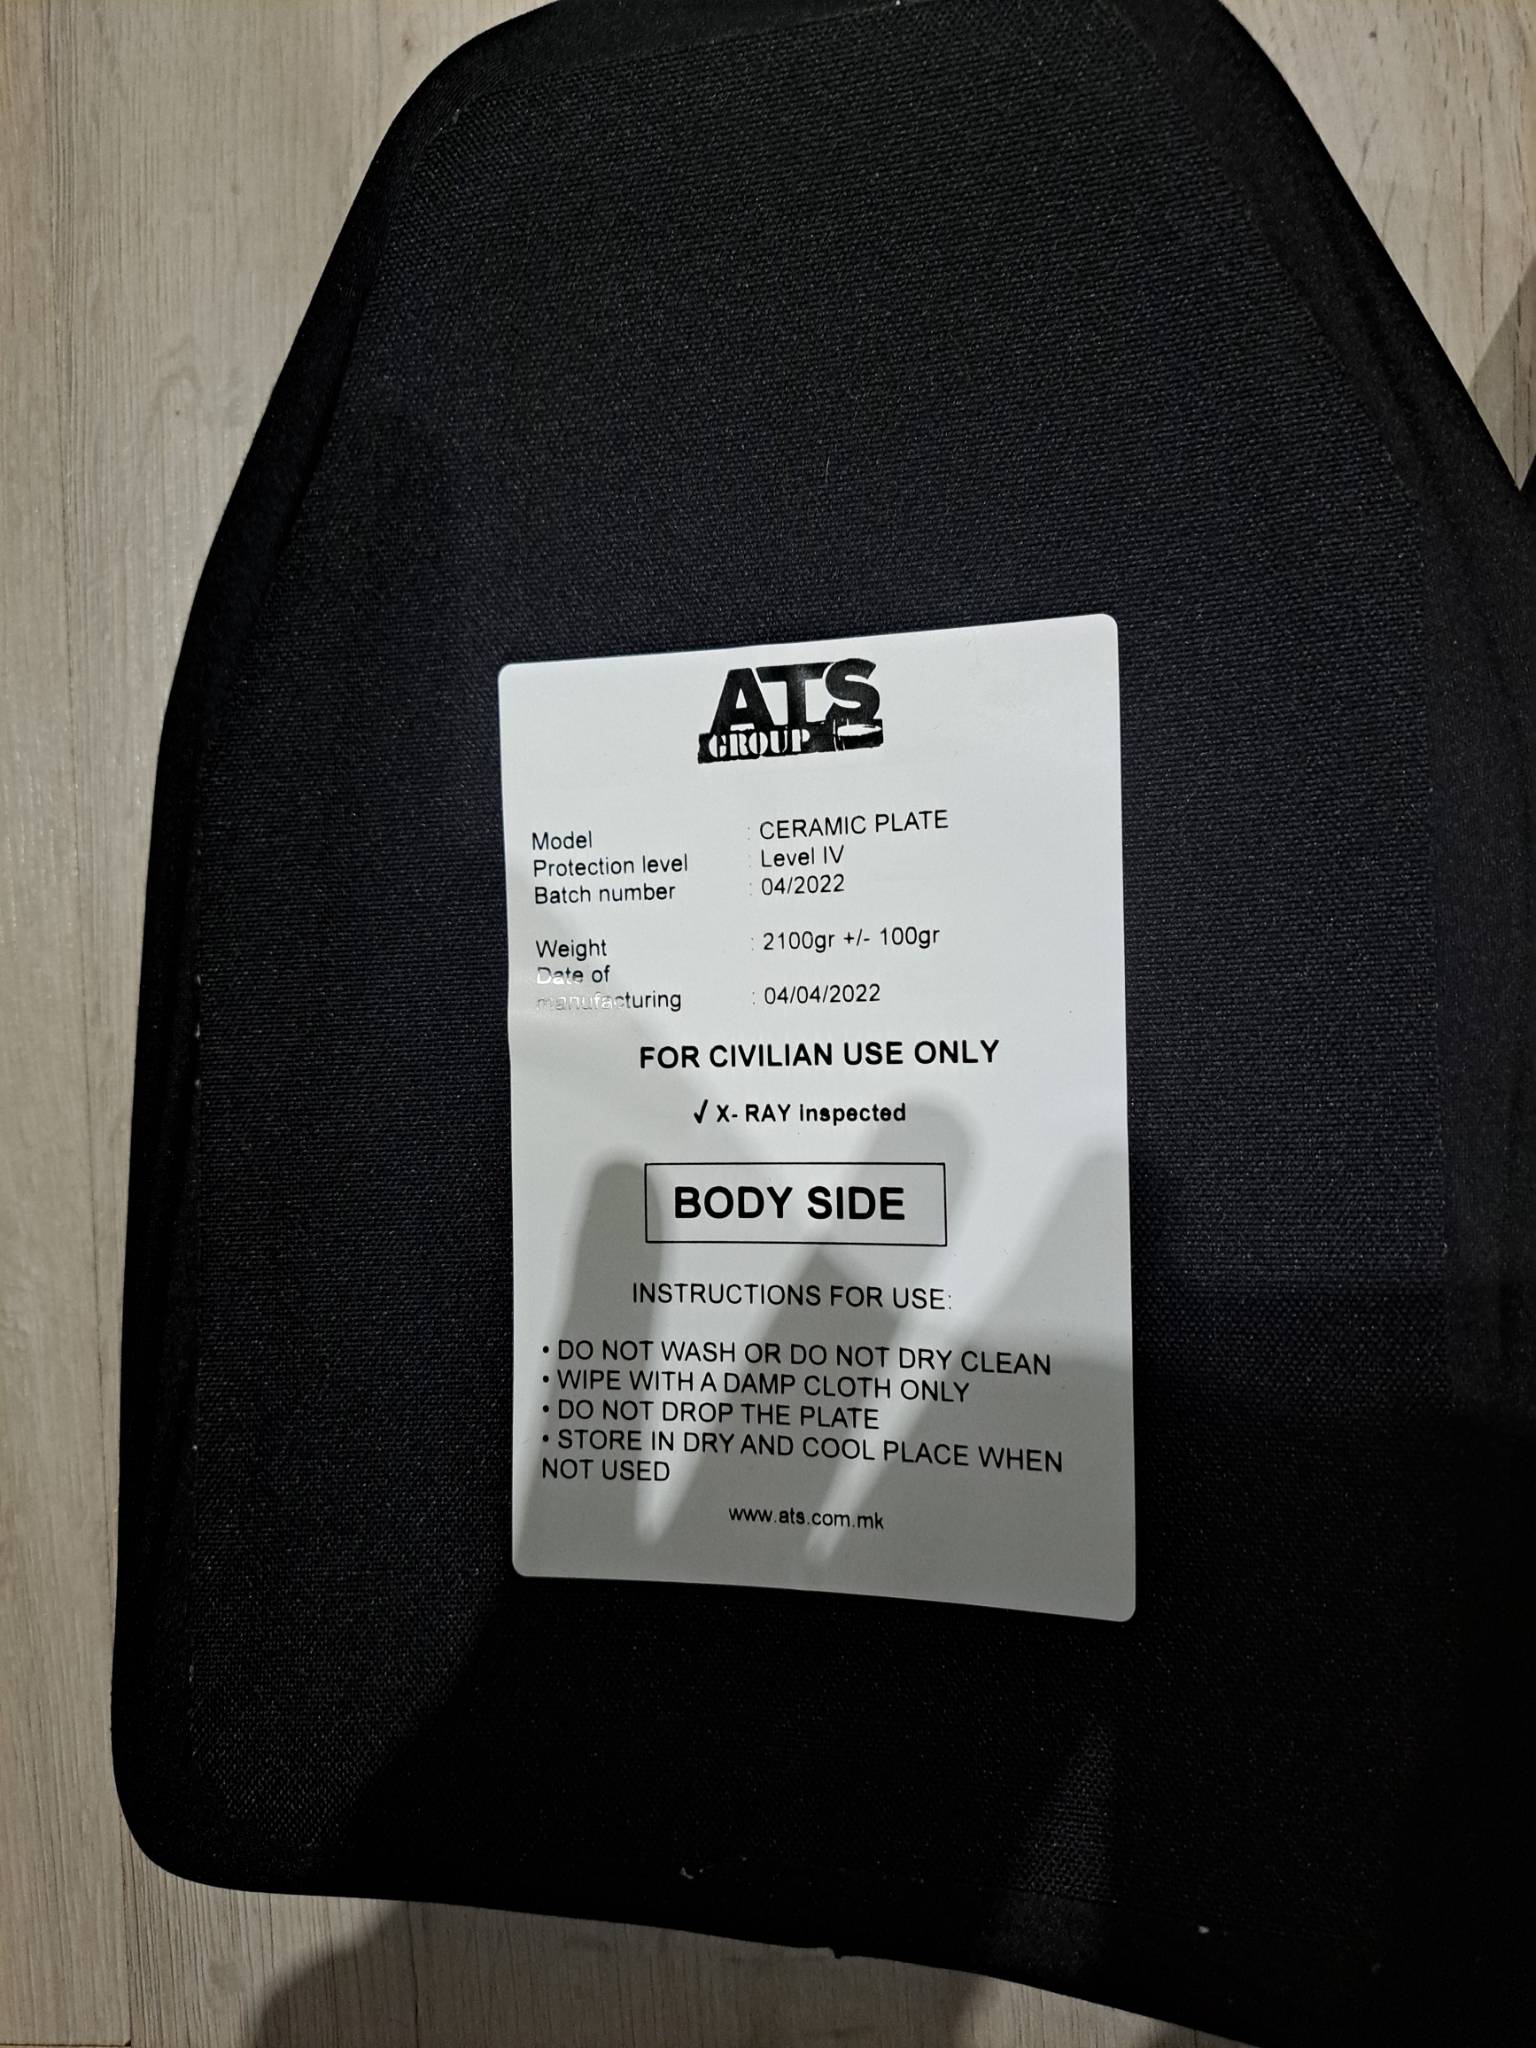 ATS
GROUP
Model : CERAMIC PLATE
Protection level : Level IV
Batch number : 04/2022
Weight : 2100gr +/- 100gr
Date of
manufacturing : 04/04/2022
FOR CIVILIAN USE ONLY
√ X- RAY inspected
BODY SIDE
INSTRUCTIONS FOR USE:
• DO NOT WASH OR DO NOT DRY CLEAN
• WIPE WITH A DAMP CLOTH ONLY
• DO NOT DROP THE PLATE
• STORE IN DRY AND COOL PLACE WHEN
NOT USED
www.ats.com.mk